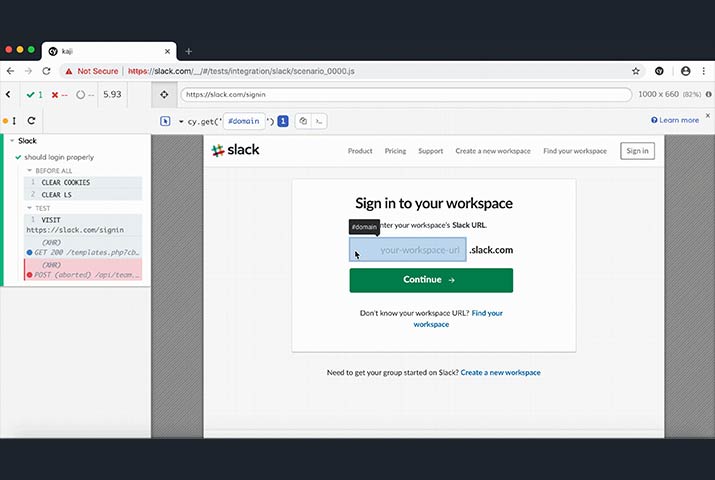 kaji
Not Secure
https://slack.com/__/#/tests/integration/slack/scenario_0000.js
1
--
--
5.93
https://slack.com/signin
1000 x 660 (82%)
cy.get('
#domain
')
1
Learn more
Slack
should login properly
BEFORE ALL
1 CLEAR COOKIES
2 CLEAR LS
TEST
1 VISIT
https://slack.com/signin
(XHR)
GET 200 /templates.php?cb…
(XHR)
POST (aborted) /api/team.…
slack
Product
Pricing
Support
Create a new workspace
Find your workspace
Sign in
Sign in to your workspace
#domain
nter your workspace's Slack URL.
your-workspace-url
.slack.com
Continue →
Don't know your workspace URL? Find your
workspace
Need to get your group started on Slack? Create a new workspace